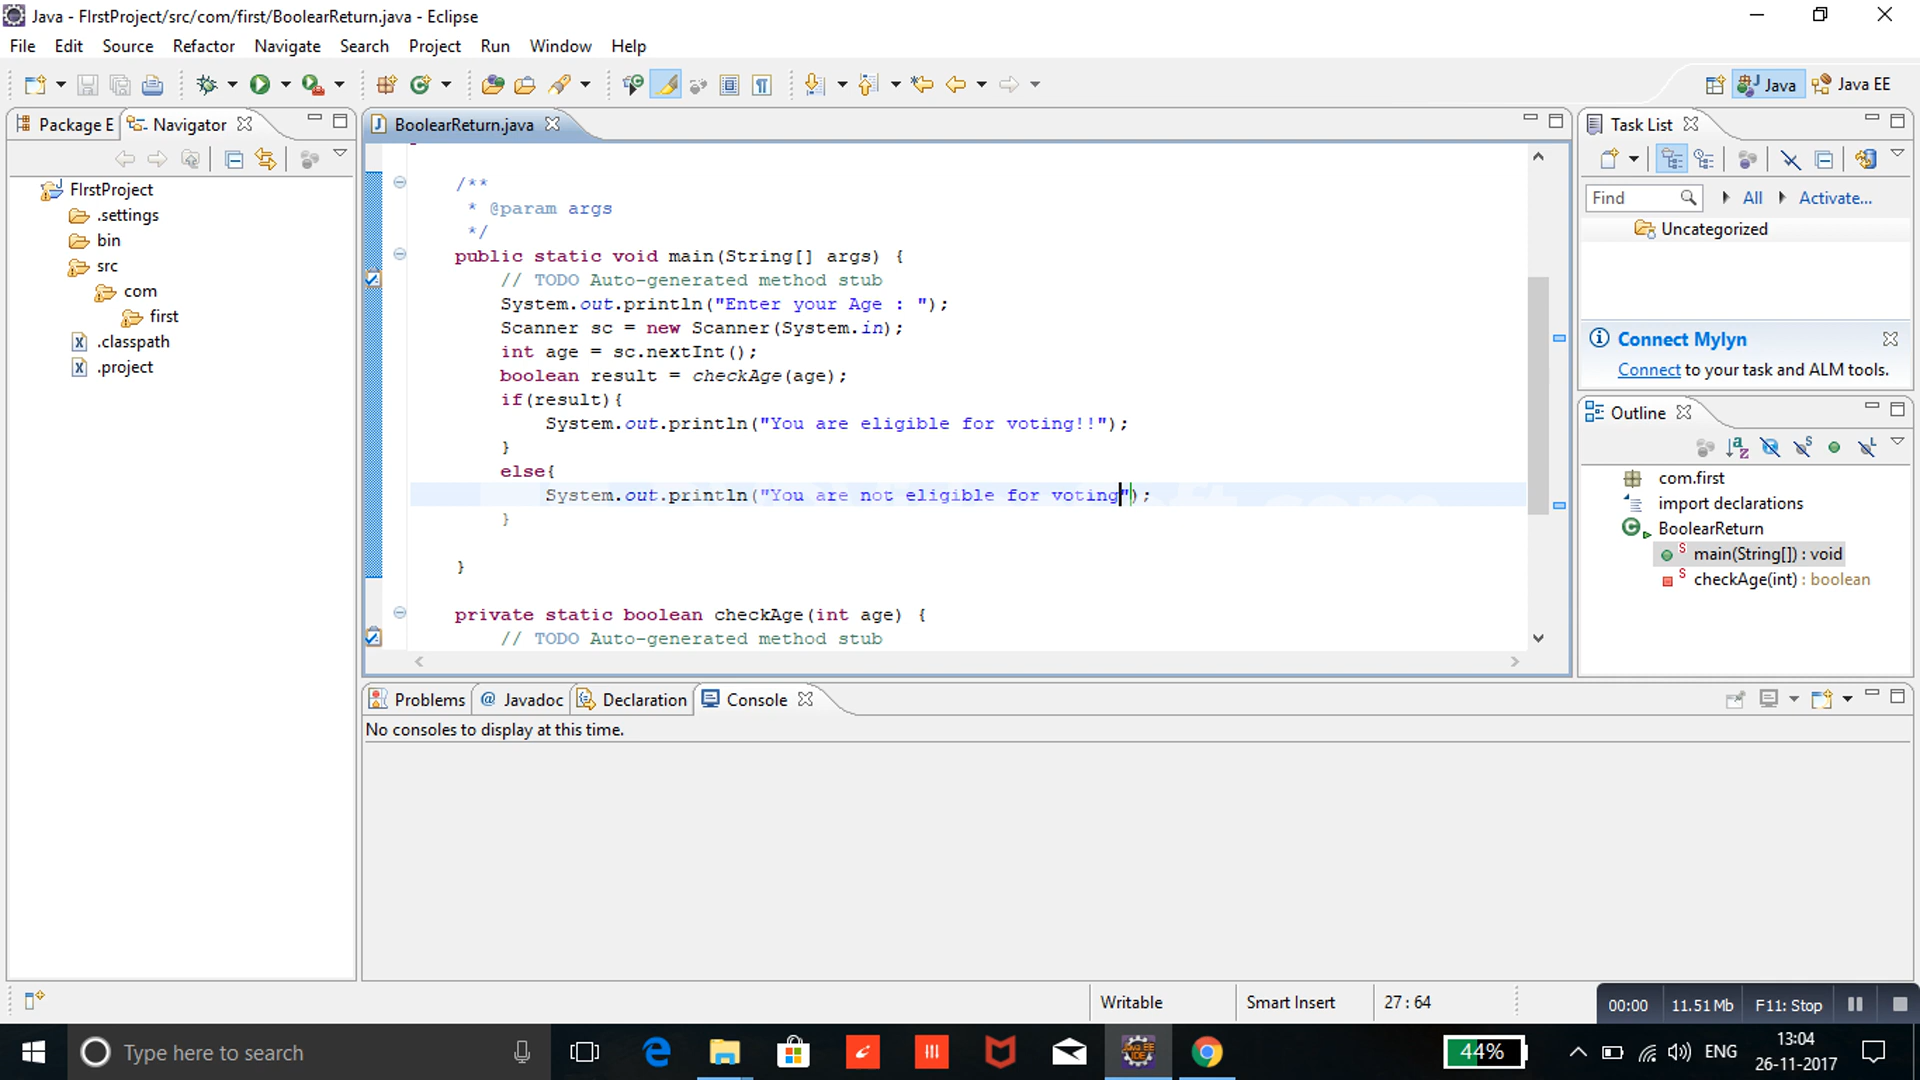 Java - FIrstProject/src/com/first/BoolearReturn.java - Eclipse
File Edit Source Refactor Navigate Search Project Run Window Help
Java Java EE
Package E Navigator
FIrstProject
.settings
bin
src
com
first
.classpath
.project
BoolearReturn.java
/**
* @param args
*/
public static void main(String[] args) {
// TODO Auto-generated method stub
System.out.println("Enter your Age : ");
Scanner sc = new Scanner(System.in);
int age = sc.nextInt();
boolean result = checkAge(age);
if(result){
System.out.println("You are eligible for voting!!");
}
else{
System.out.println("You are not eligible for voting");
}
}
private static boolean checkAge(int age) {
// TODO Auto-generated method stub
Task List
Find All Activate...
Uncategorized
Connect Mylyn
Connect to your task and ALM tools.
Outline
com.first
import declarations
BoolearReturn
main(String[]) : void
checkAge(int) : boolean
Problems @ Javadoc Declaration Console
No consoles to display at this time.
Writable Smart Insert 27 : 64
00:00 11.51 Mb F11: Stop
Type here to search
44% ENG 13:04
26-11-2017